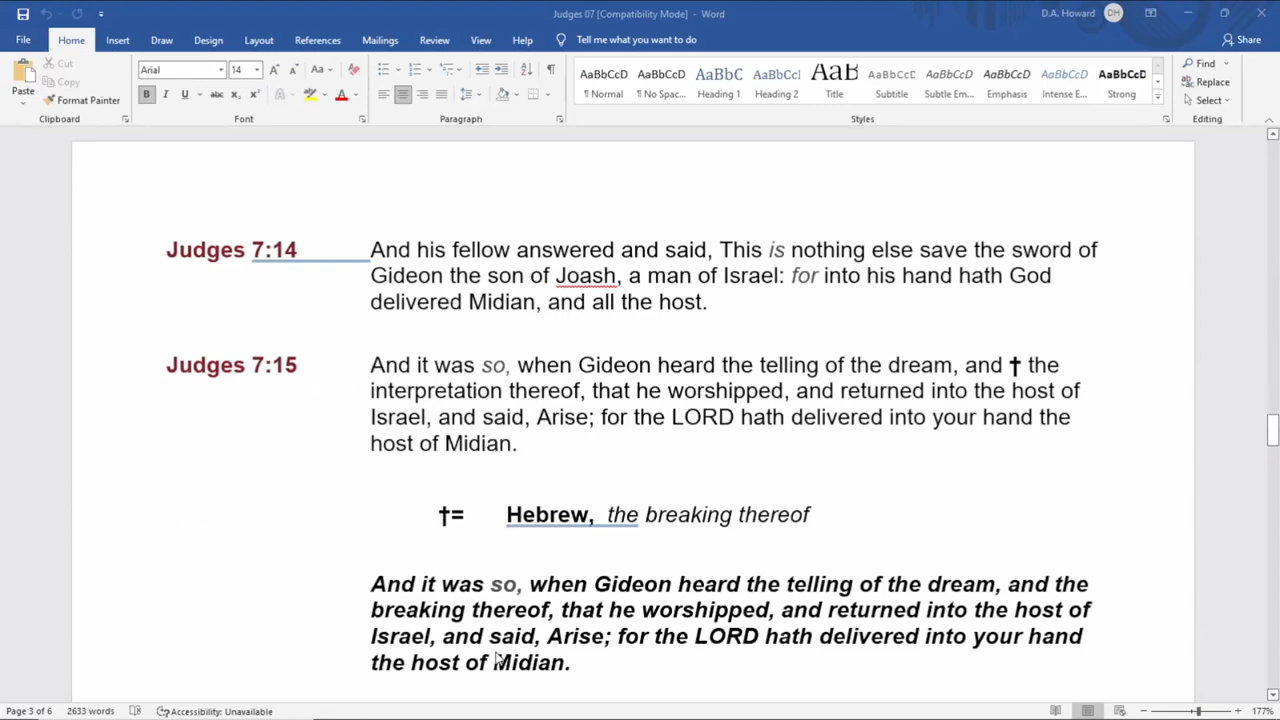 Judges 07 [Compatibility Mode] - Word
D.A. Howard DH
File Home Insert Draw Design Layout References Mailings Review View Help Tell me what you want to do Share
Paste
Cut
Copy
Format Painter
Clipboard
Arial 14
Font
Paragraph
AaBbCcD AaBbCcD AaBbC AaBbCcI AaB AaBbCcD AaBbCcD AaBbCcD AaBbCcD AaBbCcD
¶ Normal ¶ No Spac... Heading 1 Heading 2 Title Subtitle Subtle Em... Emphasis Intense E... Strong
Styles
Find
Replace
Select
Editing
Judges 7:14 And his fellow answered and said, This is nothing else save the sword of
Gideon the son of Joash, a man of Israel: for into his hand hath God
delivered Midian, and all the host.
Judges 7:15 And it was so, when Gideon heard the telling of the dream, and † the
interpretation thereof, that he worshipped, and returned into the host of
Israel, and said, Arise; for the LORD hath delivered into your hand the
host of Midian.
†= Hebrew, the breaking thereof
And it was so, when Gideon heard the telling of the dream, and the
breaking thereof, that he worshipped, and returned into the host of
Israel, and said, Arise; for the LORD hath delivered into your hand
the host of Midian.
Page 3 of 6 2633 words Accessibility: Unavailable 177%